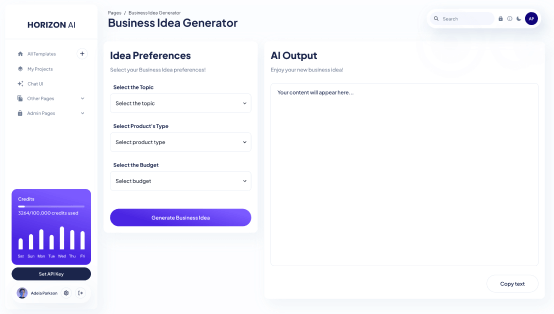 HORIZON AI
All Templates
My Projects
Chat UI
Other Pages
Admin Pages
Credits
3264/100,000 credits used
Sat Sun Mon Tue Wed Thu Fri
Set API Key
Adela Parkson
Pages / Business Idea Generator
Business Idea Generator
Search
AP
Idea Preferences
Select your Business Idea preferences!
Select the Topic
Select the topic
Select Product's Type
Select product type
Select the Budget
Select budget
Generate Business Idea
AI Output
Enjoy your new business idea!
Your content will appear here...
Copy text